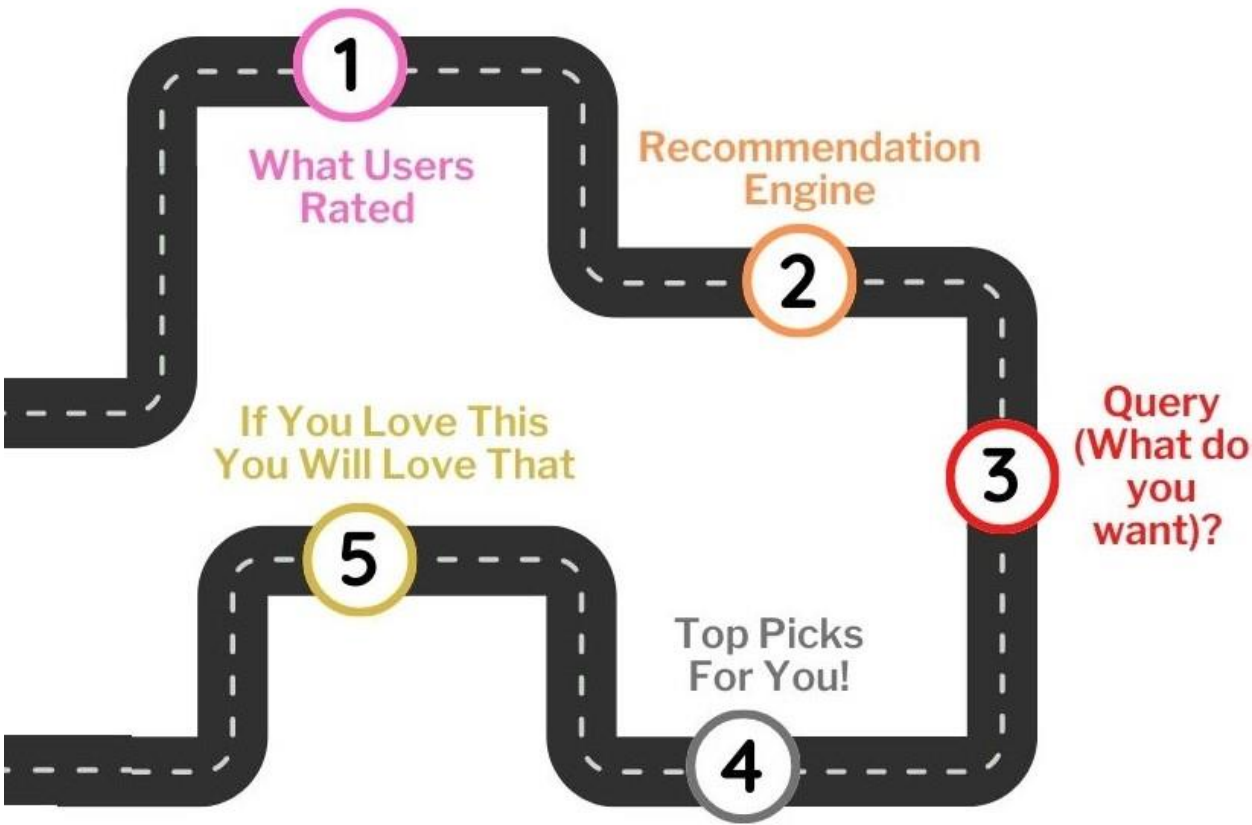 1
What Users
Rated
Recommendation
Engine
2
Query
(What do
you
want)?
3
If You Love This
You Will Love That
5
Top Picks
For You!
4